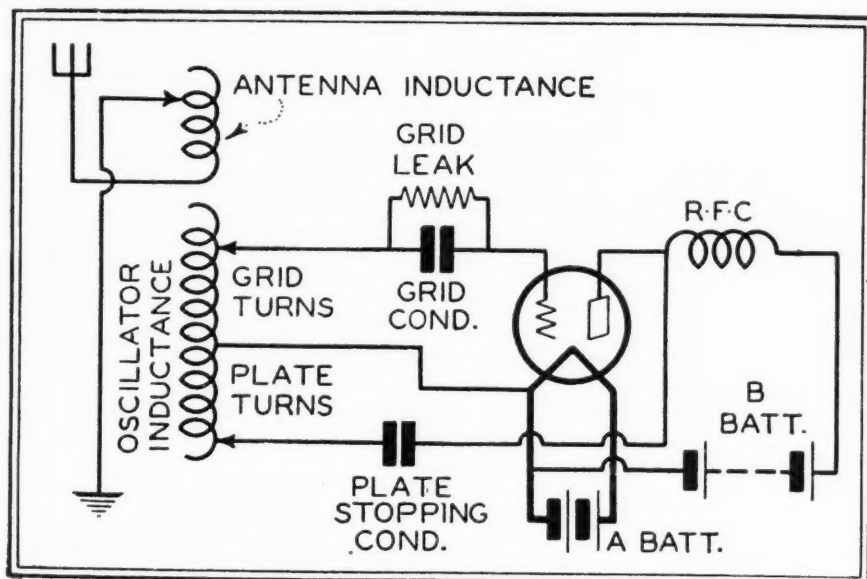 ANTENNA INDUCTANCE
GRID
LEAK
R·F·C
OSCILLATOR
INDUCTANCE
GRID
TURNS
GRID
COND.
PLATE
TURNS
B
BATT.
PLATE
STOPPING
COND.
A BATT.